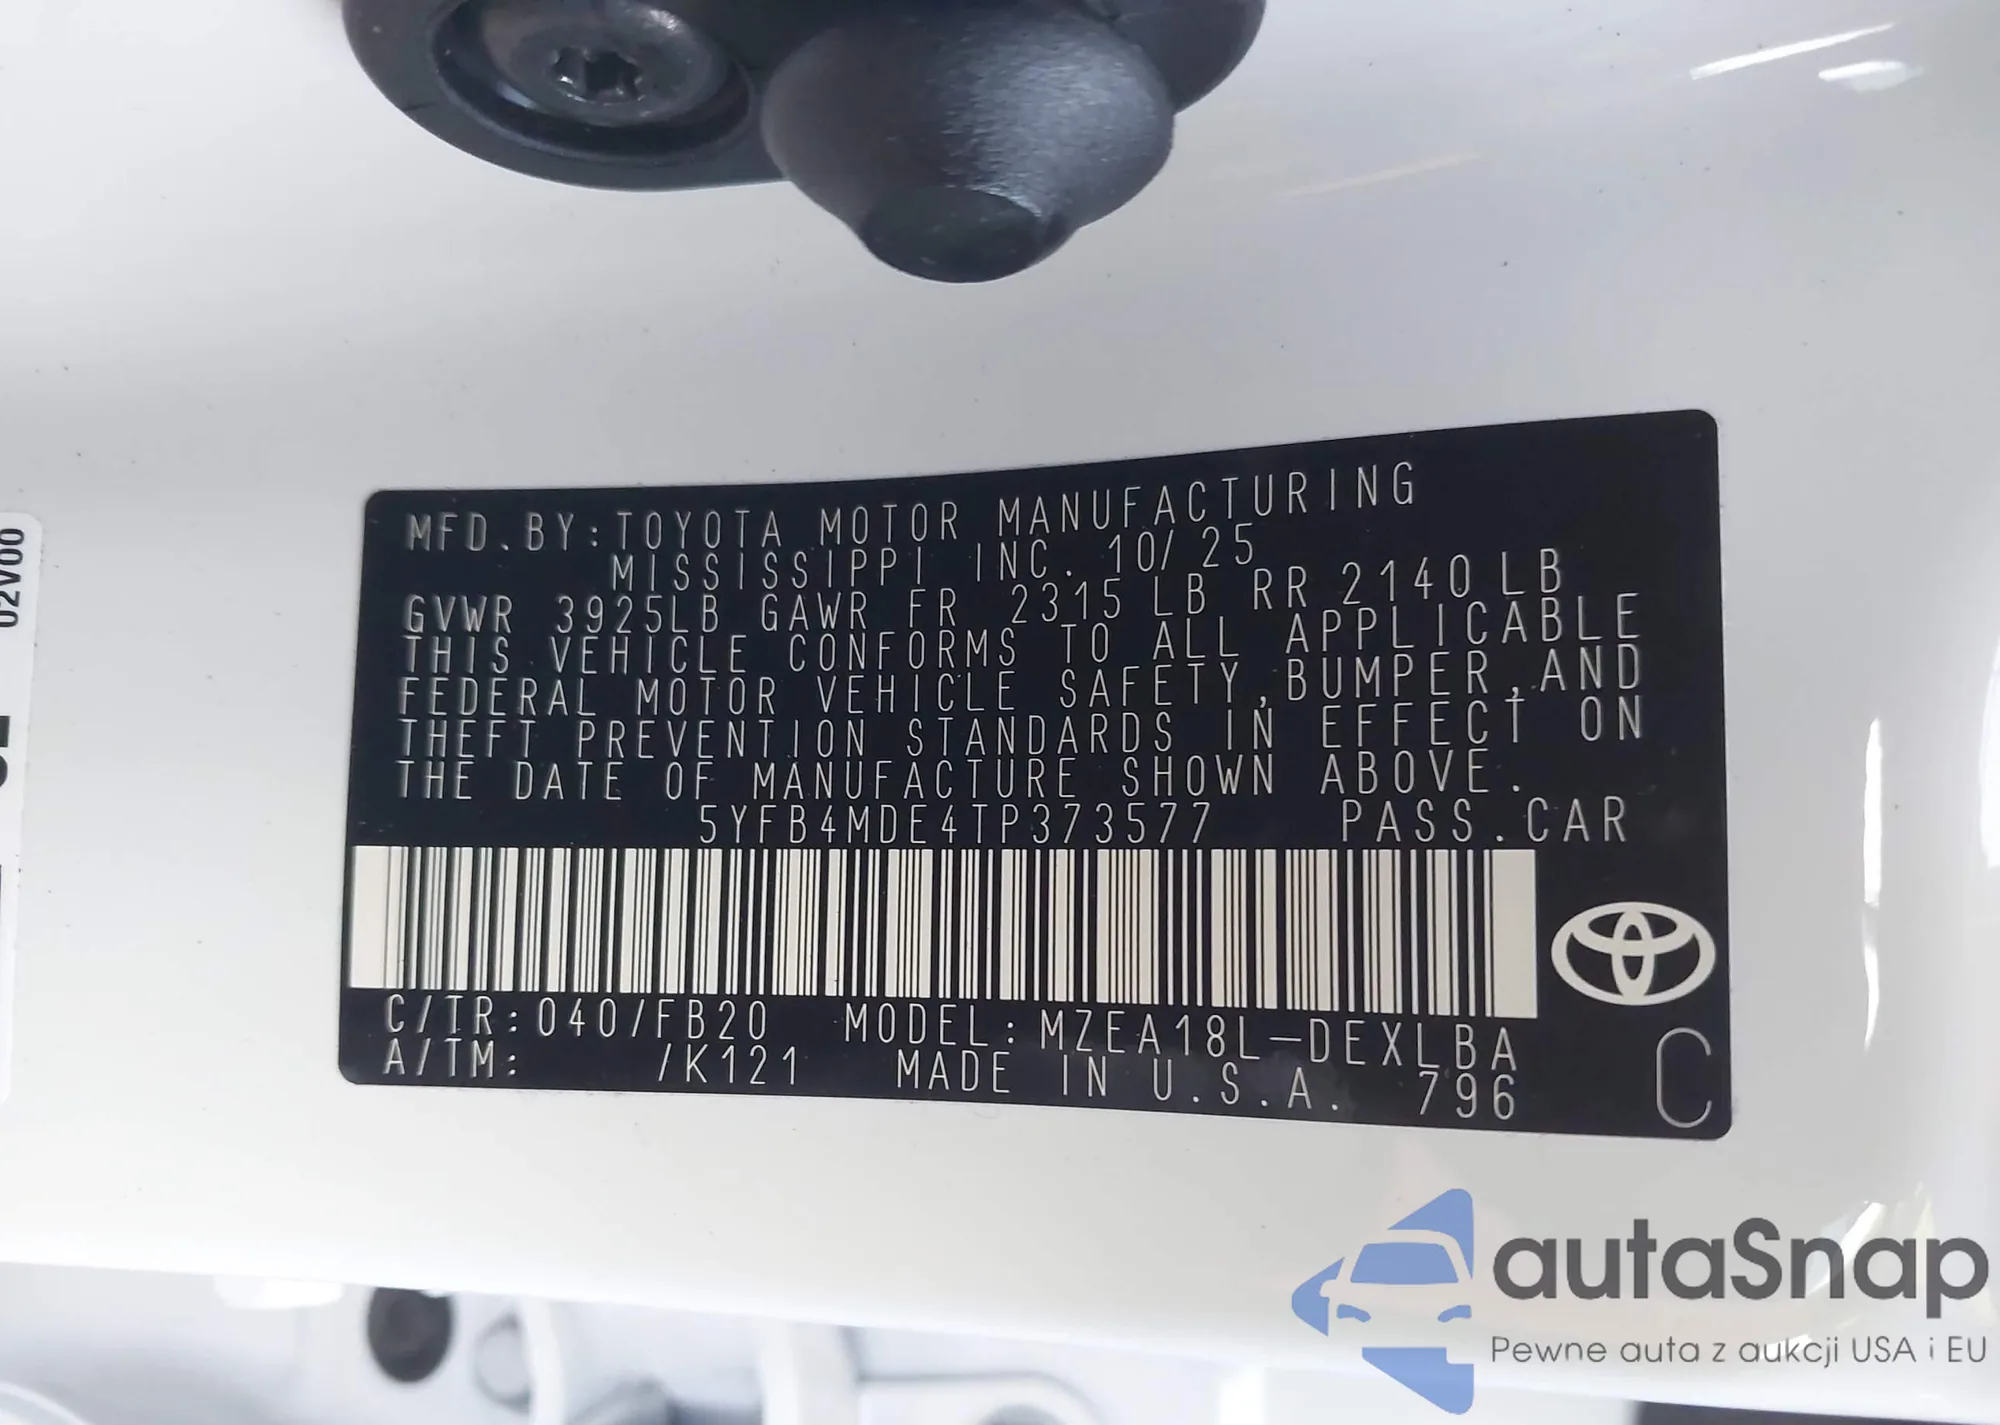 02V00
MFD.BY:TOYOTA MOTOR MANUFACTURING
MISSISSIPPI INC. 10/25
GVWR 3925LB GAWR FR 2315 LB RR 2140 LB
THIS VEHICLE CONFORMS TO ALL APPLICABLE
FEDERAL MOTOR VEHICLE SAFETY,BUMPER,AND
THEFT PREVENTION STANDARDS IN EFFECT ON
THE DATE OF MANUFACTURE SHOWN ABOVE.
5YFB4MDE4TP373577 PASS.CAR
C/TR:040/FB20 MODEL:MZEA18L-DEXLBA
A/TM: /K121 MADE IN U.S.A. 796 C
autaSnap
Pewne auta z aukcji USA i EU